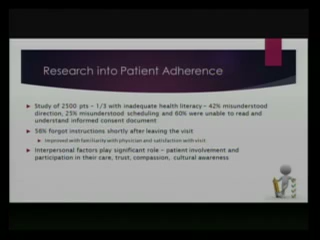 Research into Patient Adherence
Study of 2500 pts – 1/3 with inadequate health literacy – 42% misunderstood
direction, 25% misunderstood scheduling and 60% were unable to read and
understand informed consent document
56% forgot instructions shortly after leaving the visit
Improved with familiarity with physician and satisfaction with visit
Interpersonal factors play significant role – patient involvement and
participation in their care, trust, compassion, cultural awareness